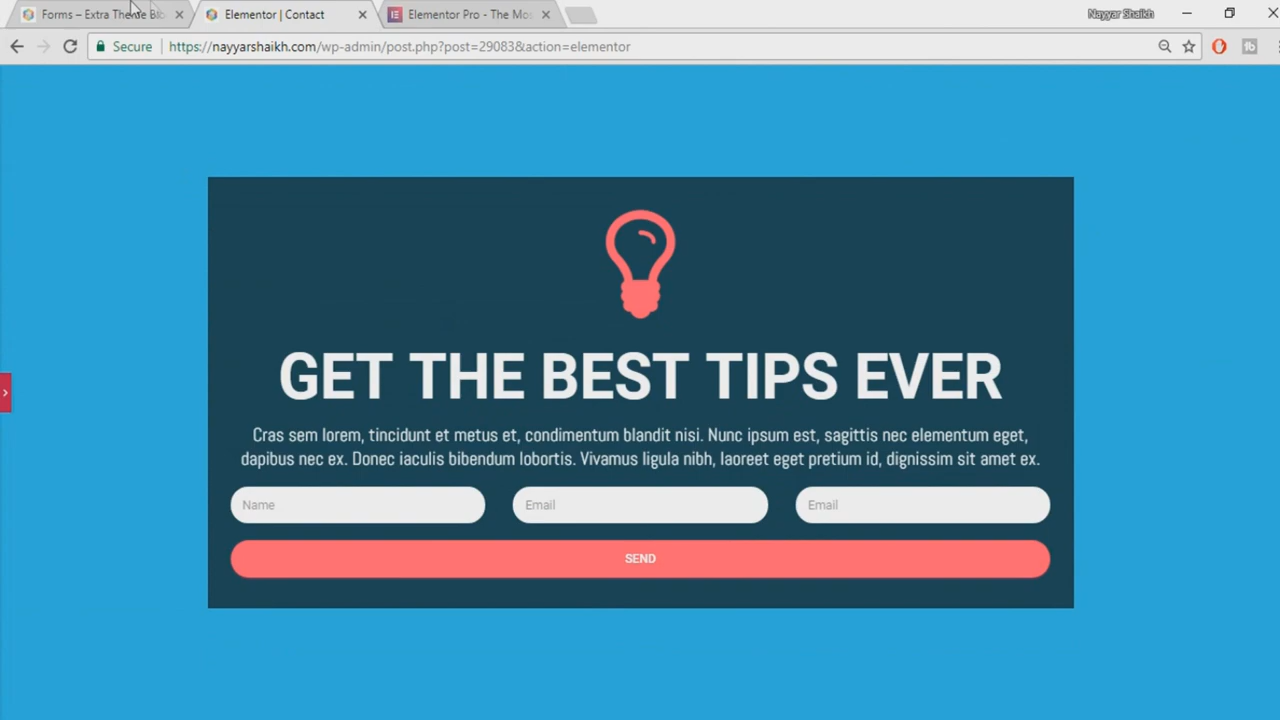 Forms – Extra Theme Blo
Elementor | Contact
Elementor Pro - The Mos
Nayyar Shaikh
Secure
https://nayyarshaikh.com/wp-admin/post.php?post=29083&action=elementor
GET THE BEST TIPS EVER
Cras sem lorem, tincidunt et metus et, condimentum blandit nisi. Nunc ipsum est, sagittis nec elementum eget,
dapibus nec ex. Donec iaculis bibendum lobortis. Vivamus ligula nibh, laoreet eget pretium id, dignissim sit amet ex.
Name
Email
Email
SEND